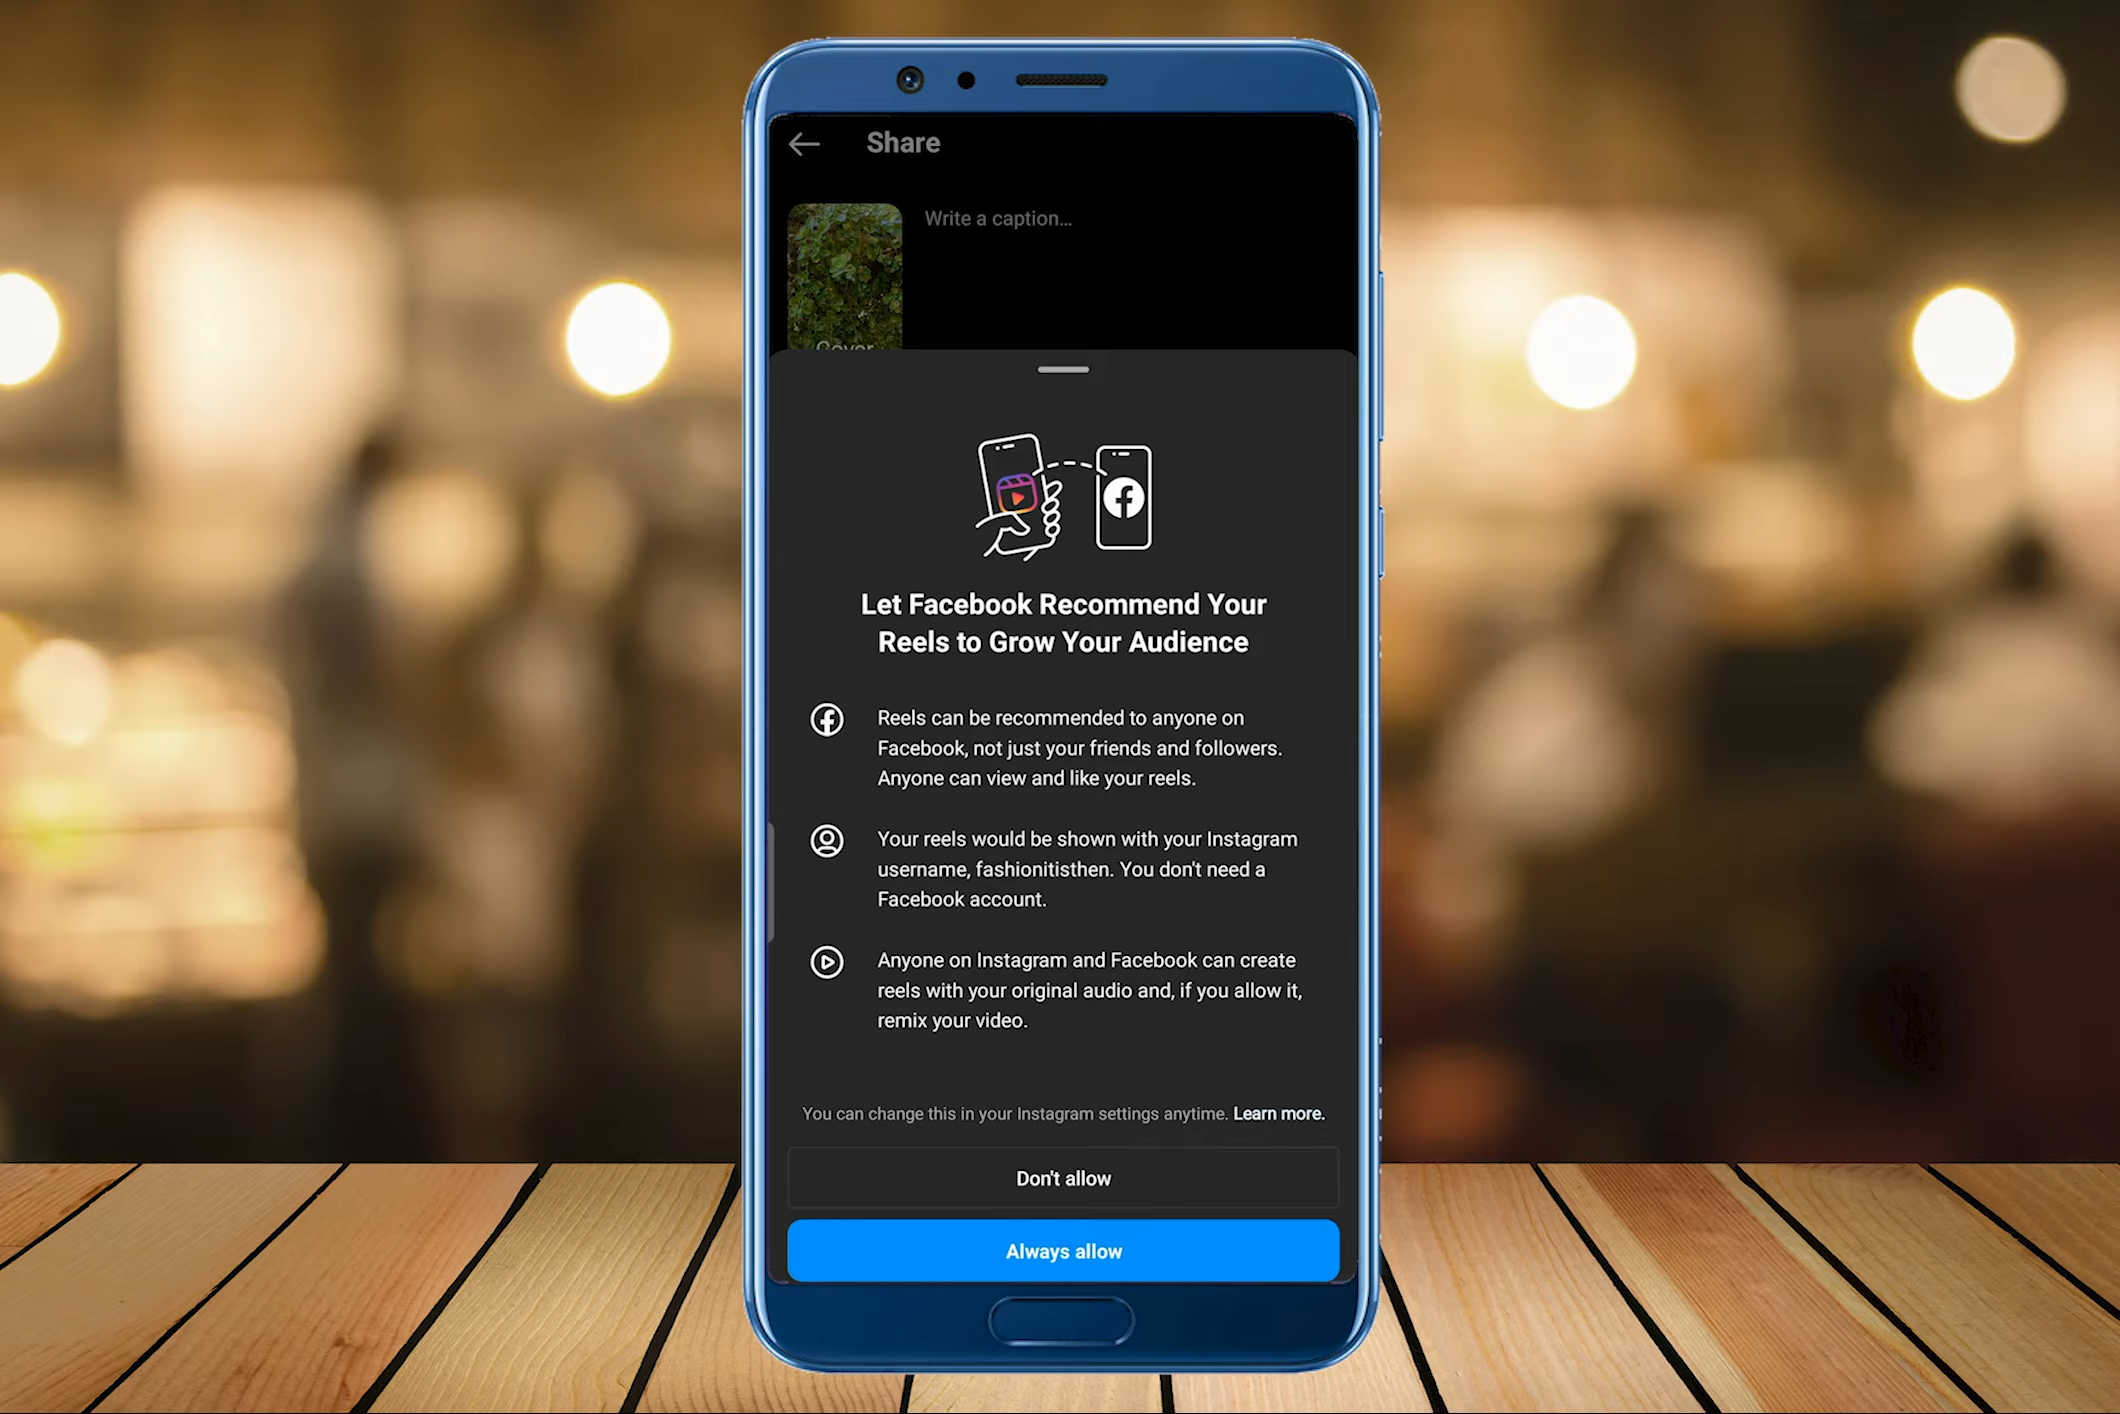 Share
Write a caption...
Cover
Let Facebook Recommend Your
Reels to Grow Your Audience
Reels can be recommended to anyone on
Facebook, not just your friends and followers.
Anyone can view and like your reels.
Your reels would be shown with your Instagram
username, fashionitisthen. You don't need a
Facebook account.
Anyone on Instagram and Facebook can create
reels with your original audio and, if you allow it,
remix your video.
You can change this in your Instagram settings anytime. Learn more.
Don't allow
Always allow